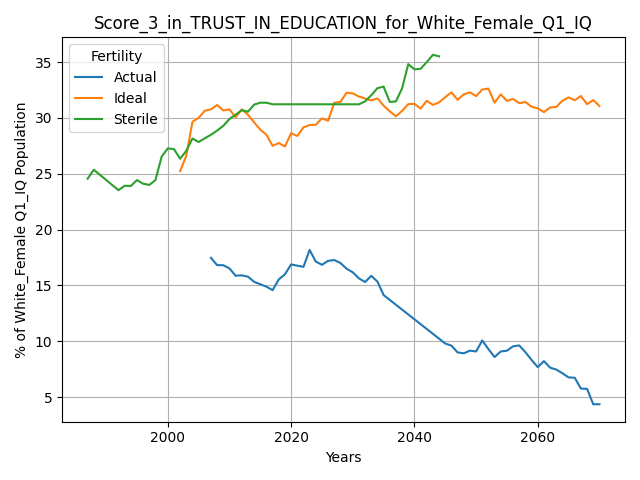 Score_3_in_TRUST_IN_EDUCATION_for_White_Female_Q1_IQ
% of White_Female Q1_IQ Population
35
30
25
20
15
10
5
Fertility
Actual
Ideal
Sterile
2000
2020
2040
2060
Years